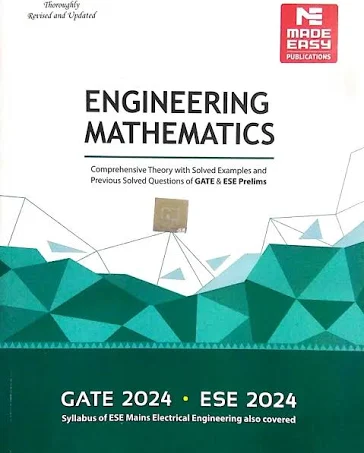 Thoroughly
Revised and Updated
MADE
EASY
PUBLICATIONS
ENGINEERING
MATHEMATICS
Comprehensive Theory with Solved Examples and
Previous Solved Questions of GATE & ESE Prelims
GATE 2024 • ESE 2024
Syllabus of ESE Mains Electrical Engineering also covered